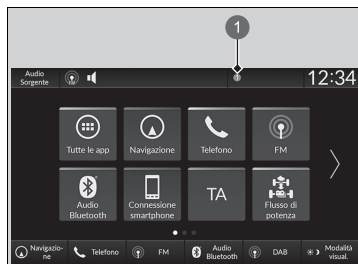 1
Audio
Sorgente
12:34
Tutte le app
Navigazione
Telefono
FM
Audio
Bluetooth
Connessione
smartphone
TA
Flusso di
potenza
Navigazio-
ne
Telefono
FM
Audio
Bluetooth
DAB
Modalità
visual.